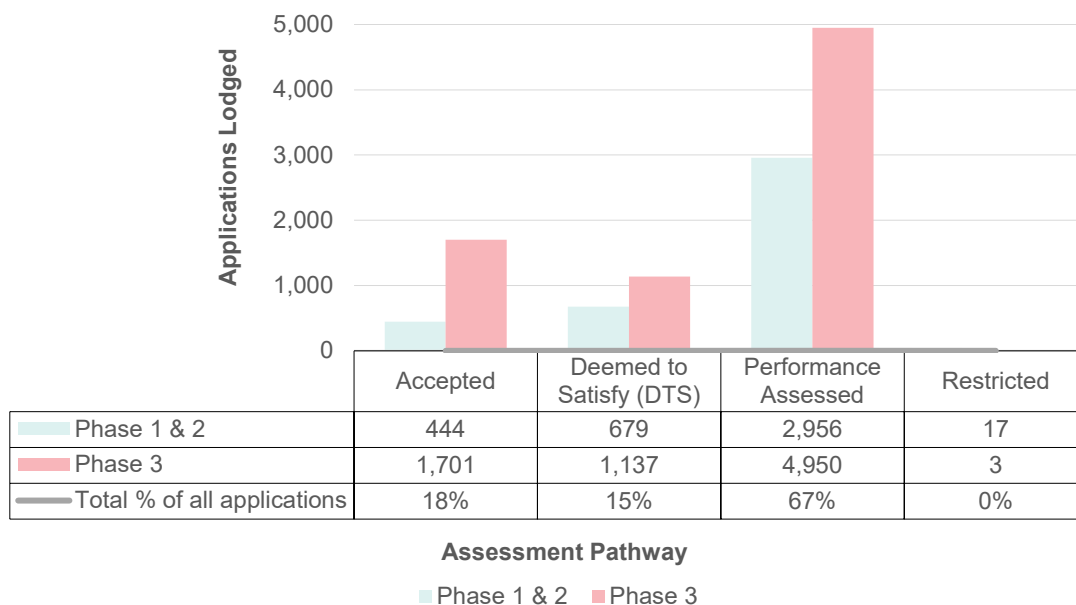 5,000
4,000
3,000
2,000
1,000
0
Applications Lodged
Accepted
Deemed to
Satisfy (DTS)
Performance
Assessed
Restricted
Phase 1 & 2 444 679 2,956 17
Phase 3 1,701 1,137 4,950 3
Total % of all applications 18% 15% 67% 0%
Assessment Pathway
Phase 1 & 2 Phase 3